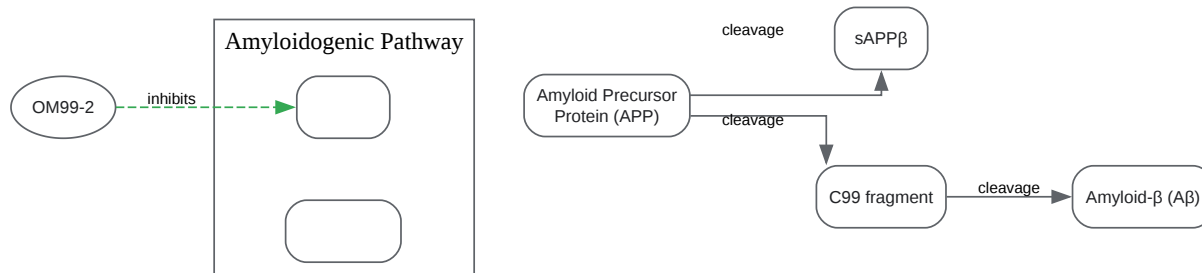 Amyloidogenic Pathway
OM99-2
inhibits
cleavage
sAPPβ
Amyloid Precursor
Protein (APP)
cleavage
C99 fragment
cleavage
Amyloid-β (Aβ)